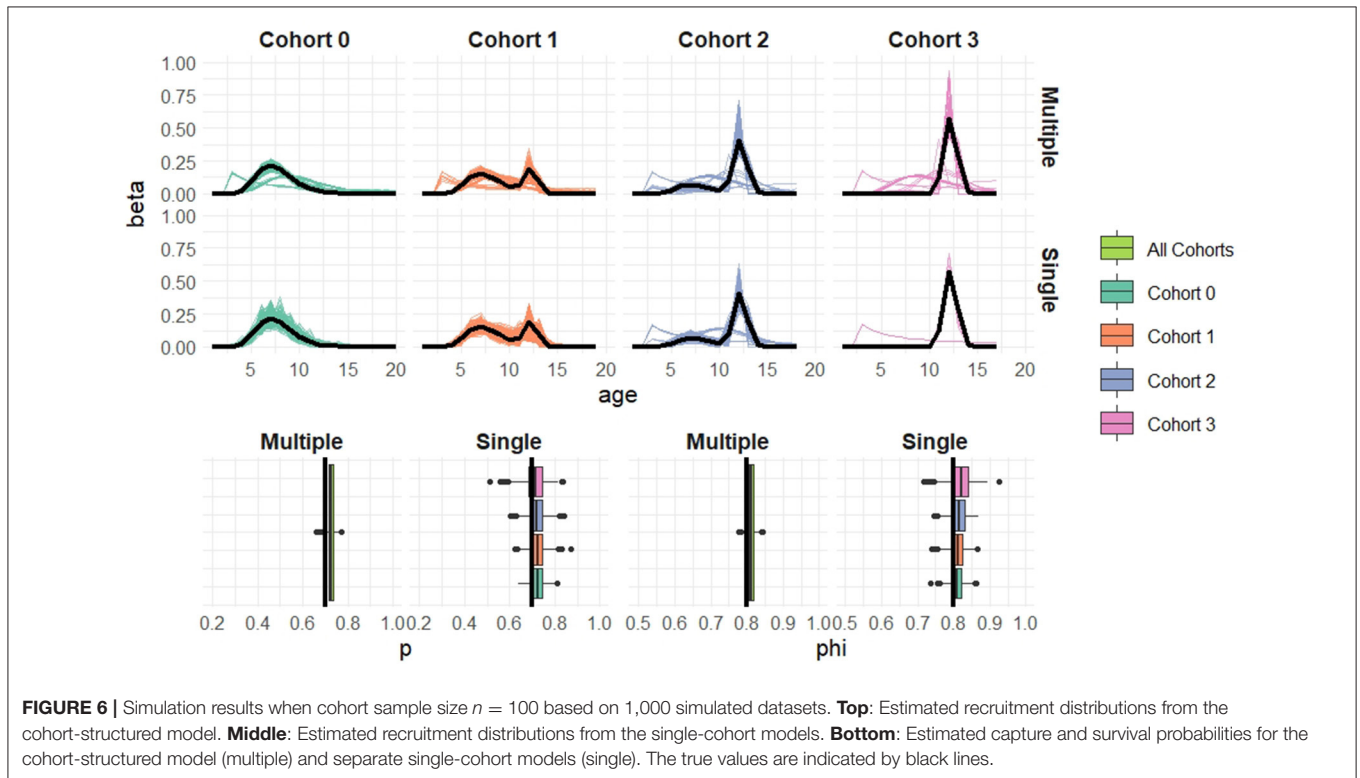 Cohort 0 Cohort 1 Cohort 2 Cohort 3
1.00
0.75
0.50
0.25
0.00
Multiple
beta
1.00
0.75
0.50
0.25
0.00
Single
5 10 15 20 5 10 15 20 5 10 15 20 5 10 15 20
age
All Cohorts
Cohort 0
Cohort 1
Cohort 2
Cohort 3
Multiple Single Multiple Single
0.2 0.4 0.6 0.8 1.0 0.2 0.4 0.6 0.8 1.0 0.5 0.6 0.7 0.8 0.9 1.0 0.5 0.6 0.7 0.8 0.9 1.0
p phi
FIGURE 6 | Simulation results when cohort sample size n = 100 based on 1,000 simulated datasets. Top: Estimated recruitment distributions from the
cohort-structured model. Middle: Estimated recruitment distributions from the single-cohort models. Bottom: Estimated capture and survival probabilities for the
cohort-structured model (multiple) and separate single-cohort models (single). The true values are indicated by black lines.